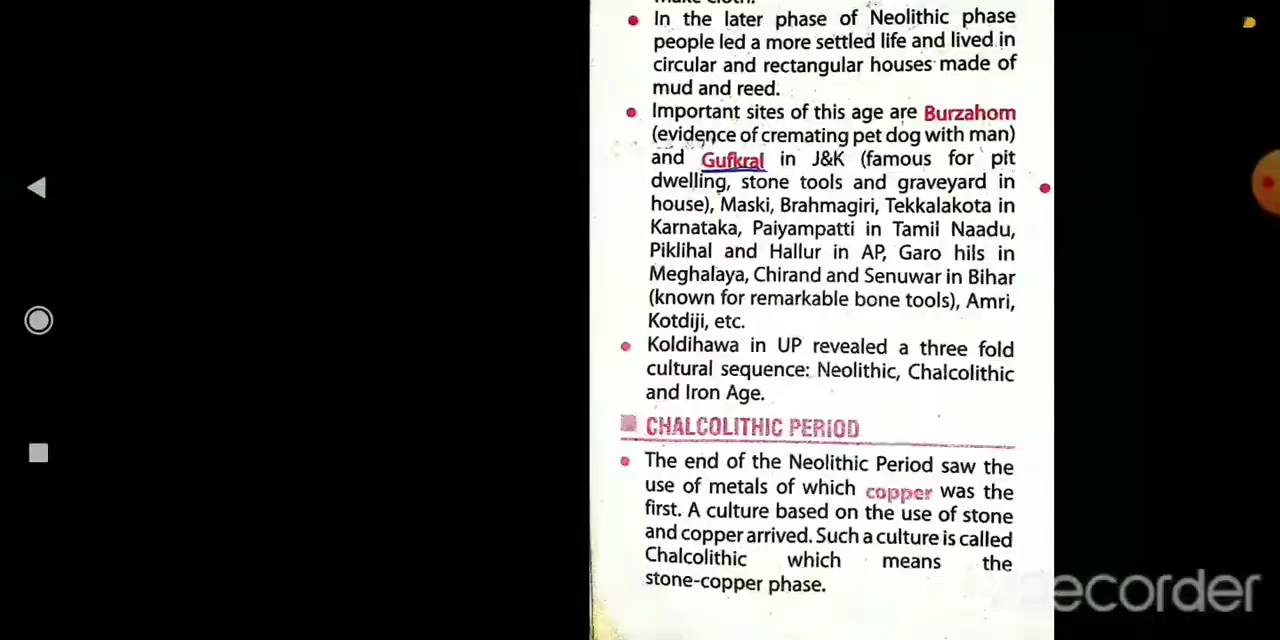 make cloth.
In the later phase of Neolithic phase
people led a more settled life and lived in
circular and rectangular houses made of
mud and reed.
Important sites of this age are Burzahom
(evidence of cremating pet dog with man)
and Gufkral in J&K (famous for pit
dwelling, stone tools and graveyard in
house), Maski, Brahmagiri, Tekkalakota in
Karnataka, Paiyampatti in Tamil Naadu,
Piklihal and Hallur in AP, Garo hils in
Meghalaya, Chirand and Senuwar in Bihar
(known for remarkable bone tools), Amri,
Kotdiji, etc.
Koldihawa in UP revealed a three fold
cultural sequence: Neolithic, Chalcolithic
and Iron Age.
CHALCOLITHIC PERIOD
The end of the Neolithic Period saw the
use of metals of which copper was the
first. A culture based on the use of stone
and copper arrived. Such a culture is called
Chalcolithic which means the
stone-copper phase.